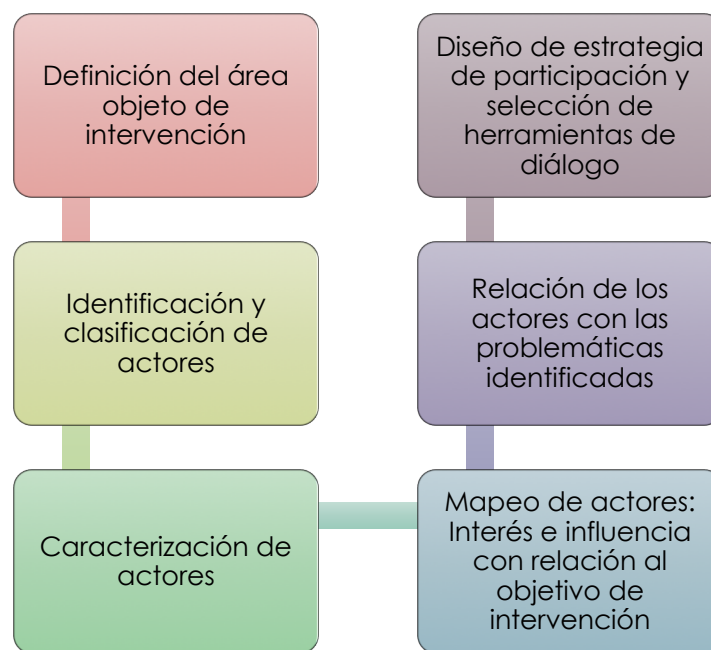 Definición del área
objeto de
intervención
Identificación y
clasificación de
actores
Caracterización de
actores
Mapeo de actores:
Interés e influencia
con relación al
objetivo de
intervención
Relación de los
actores con las
problemáticas
identificadas
Diseño de estrategia
de participación y
selección de
herramientas de
diálogo